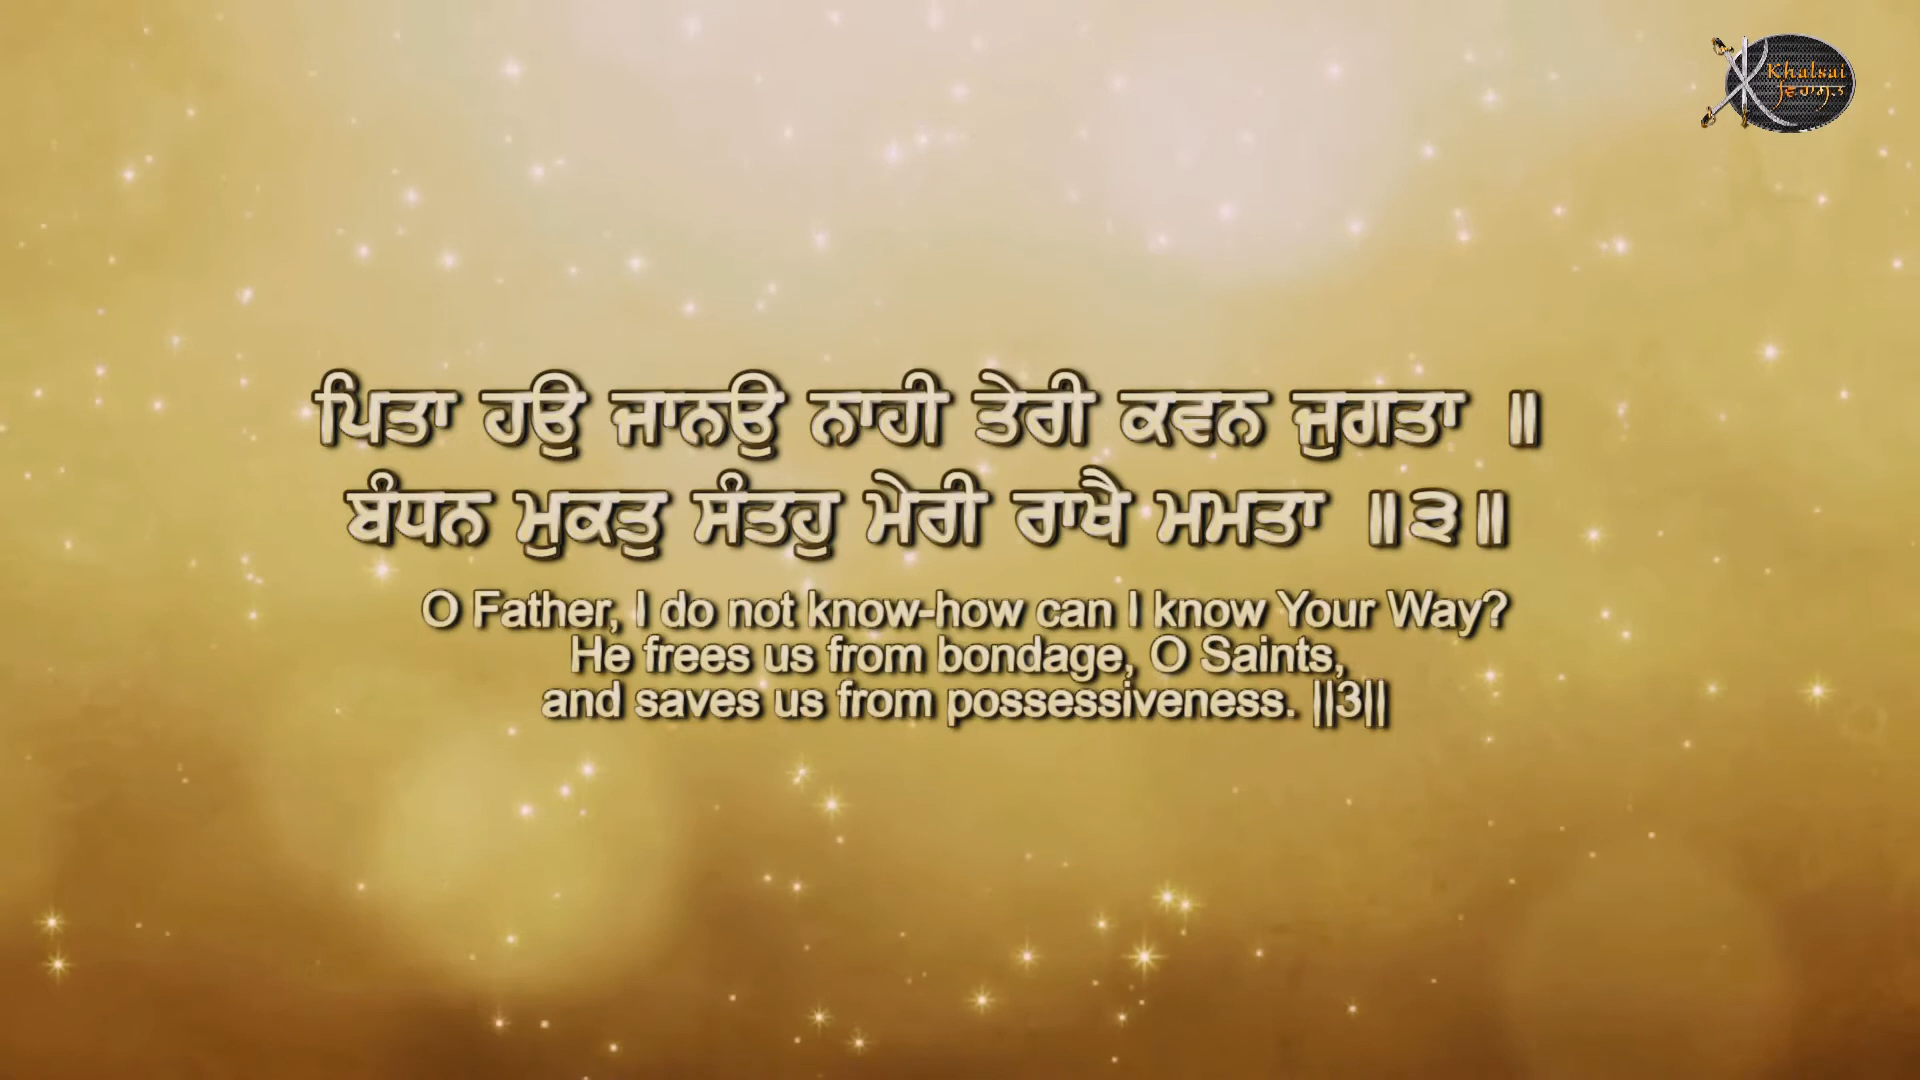 Khalsai
ਵਿਰਾਸਤ
ਪਿਤਾ ਹਉ ਜਾਨਉ ਨਾਹੀ ਤੇਰੀ ਕਵਨ ਜੁਗਤਾ ॥
ਬੰਧਨ ਮੁਕਤੁ ਸੰਤਹੁ ਮੇਰੀ ਰਾਖੈ ਮਮਤਾ ॥੩॥
O Father, I do not know-how can I know Your Way?
He frees us from bondage, O Saints,
and saves us from possessiveness. ||3||